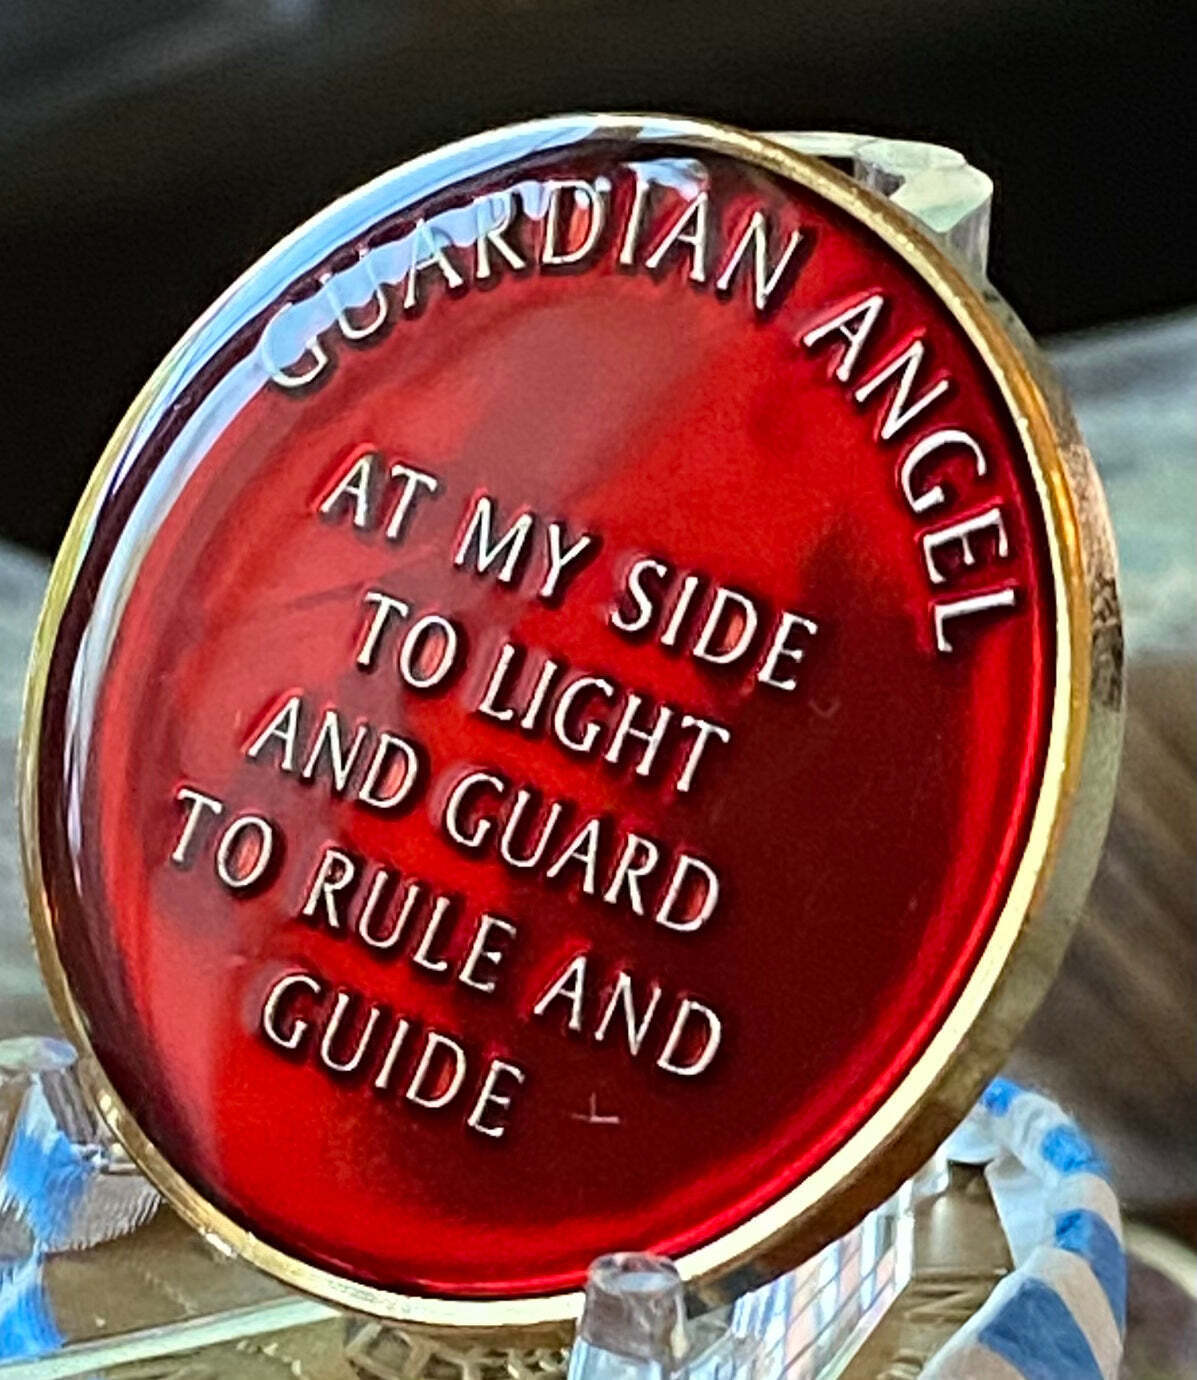 GUARDIAN ANGEL
AT MY SIDE
TO LIGHT
AND GUARD
TO RULE AND
GUIDE